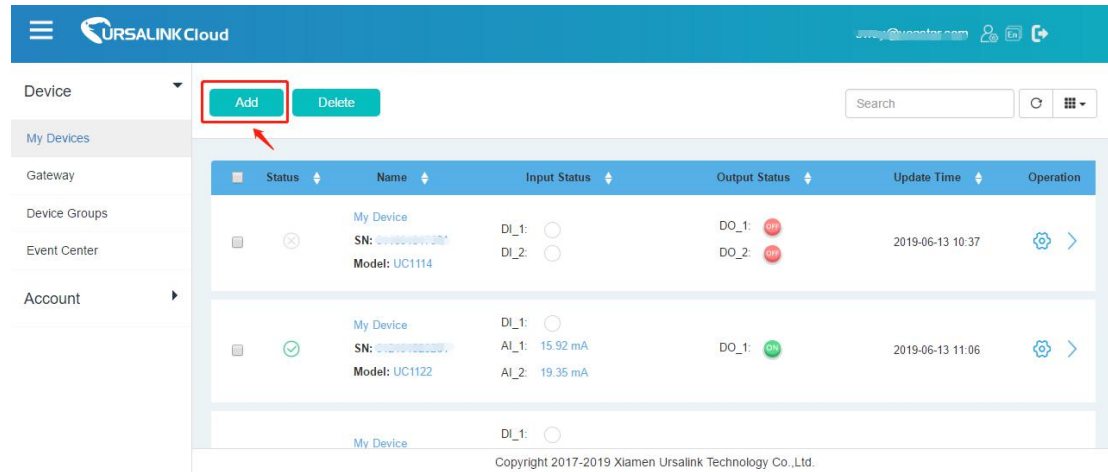 URSALINK Cloud
En
Device
Add
Delete
Search
My Devices
Gateway
Device Groups
Event Center
Account
Status Name Input Status Output Status Update Time Operation
My Device
SN:
Model: UC1114
DI_1:
DI_2:
DO_1: OFF
DO_2: OFF
2019-06-13 10:37
My Device
SN:
Model: UC1122
DI_1:
AI_1: 15.92 mA
AI_2: 19.35 mA
DO_1: ON
2019-06-13 11:06
My Device
DI_1:
Copyright 2017-2019 Xiamen Ursalink Technology Co.,Ltd.